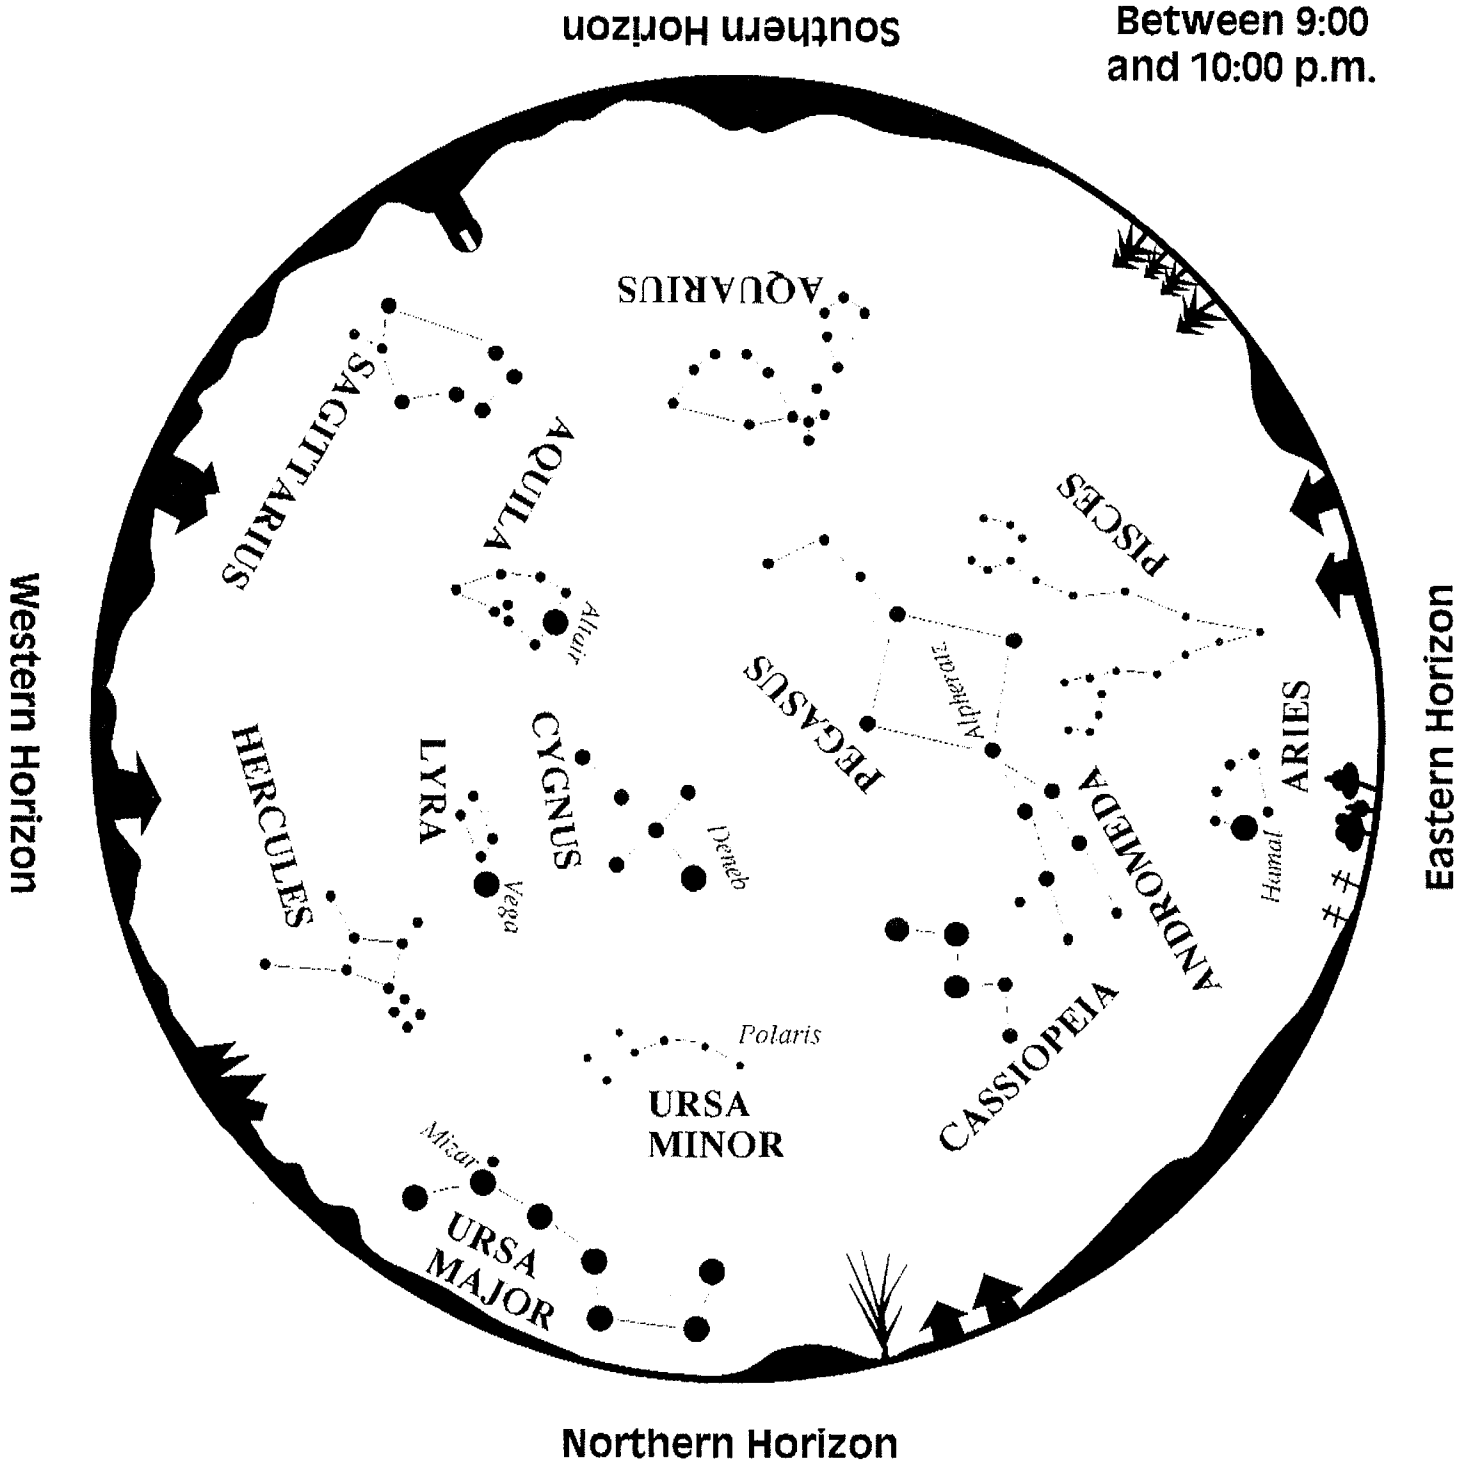 Southern Horizon
Between 9:00
and 10:00 p.m.
AQUARIUS
SAGITTARIUS
AQUILA
Altair
PISCES
PEGASUS
Alpheratz
Western Horizon
Eastern Horizon
HERCULES
LYRA
Vega
CYGNUS
Deneb
ANDROMEDA
ARIES
Hamal
CASSIOPEIA
Polaris
URSA
MINOR
Mizar
URSA
MAJOR
Northern Horizon